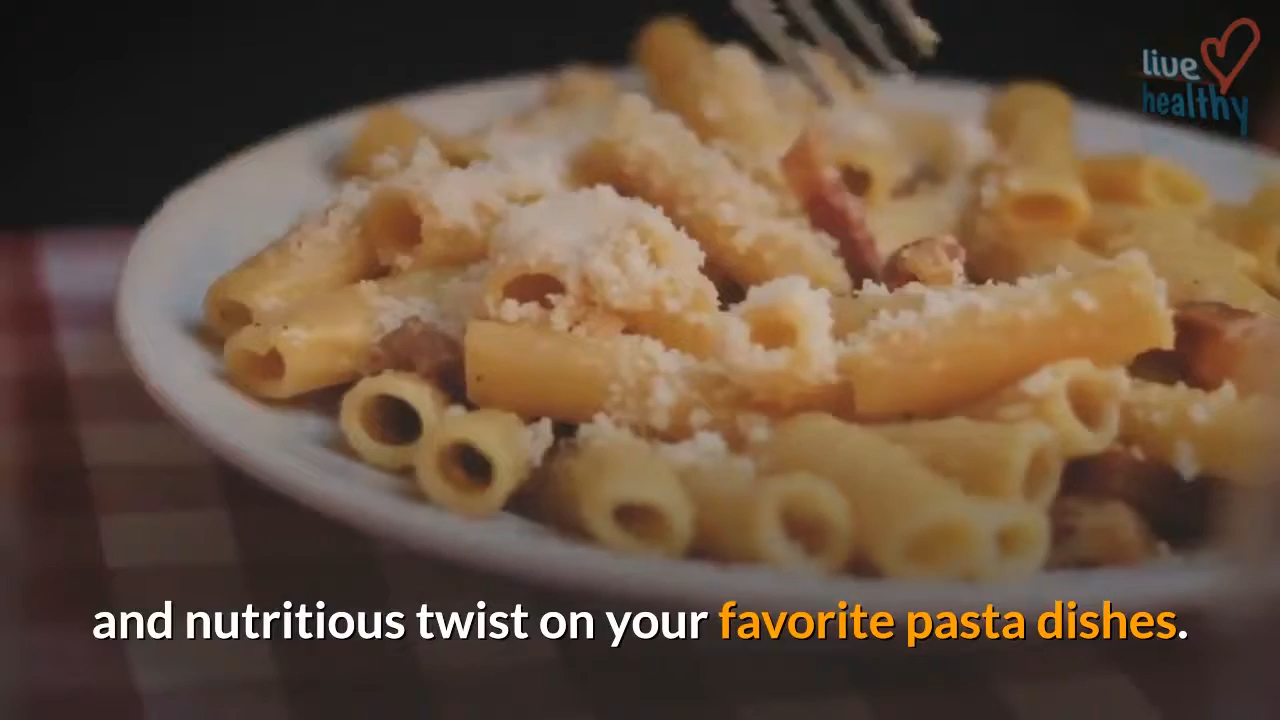 live
healthy
and nutritious twist on your favorite pasta dishes.